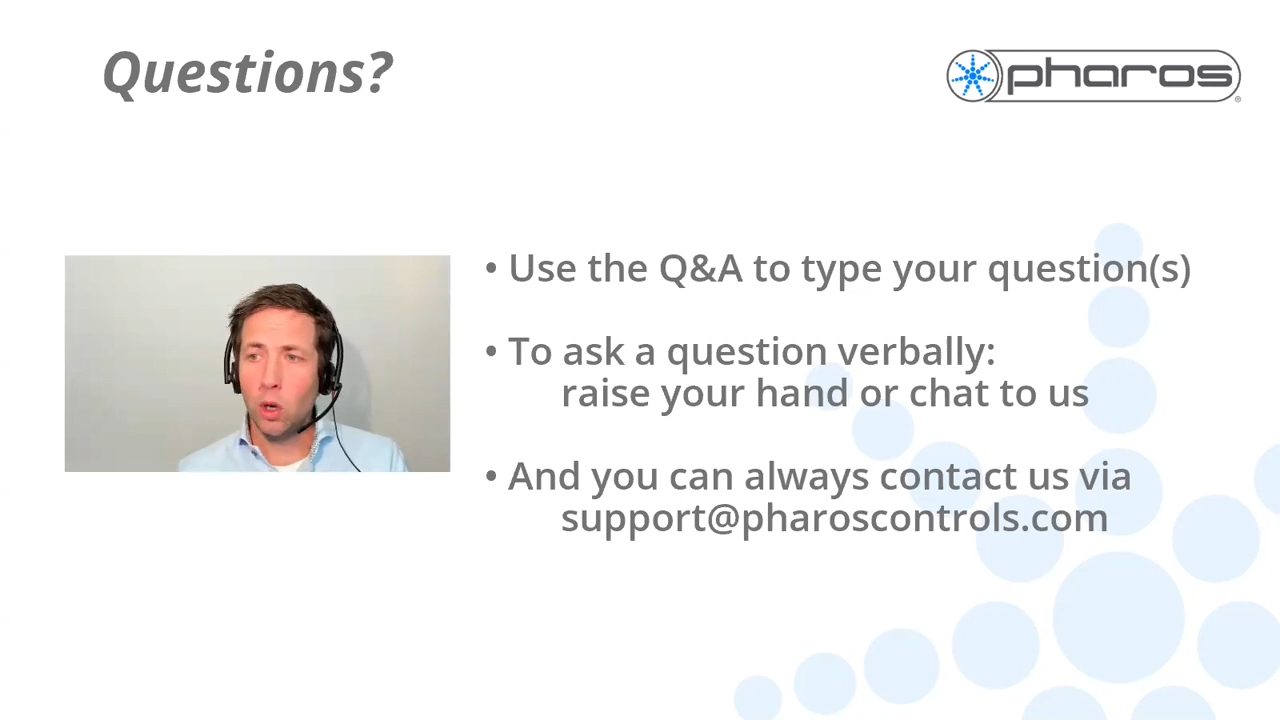 Questions?
pharos®
• Use the Q&A to type your question(s)
• To ask a question verbally:
raise your hand or chat to us
• And you can always contact us via
support@pharoscontrols.com